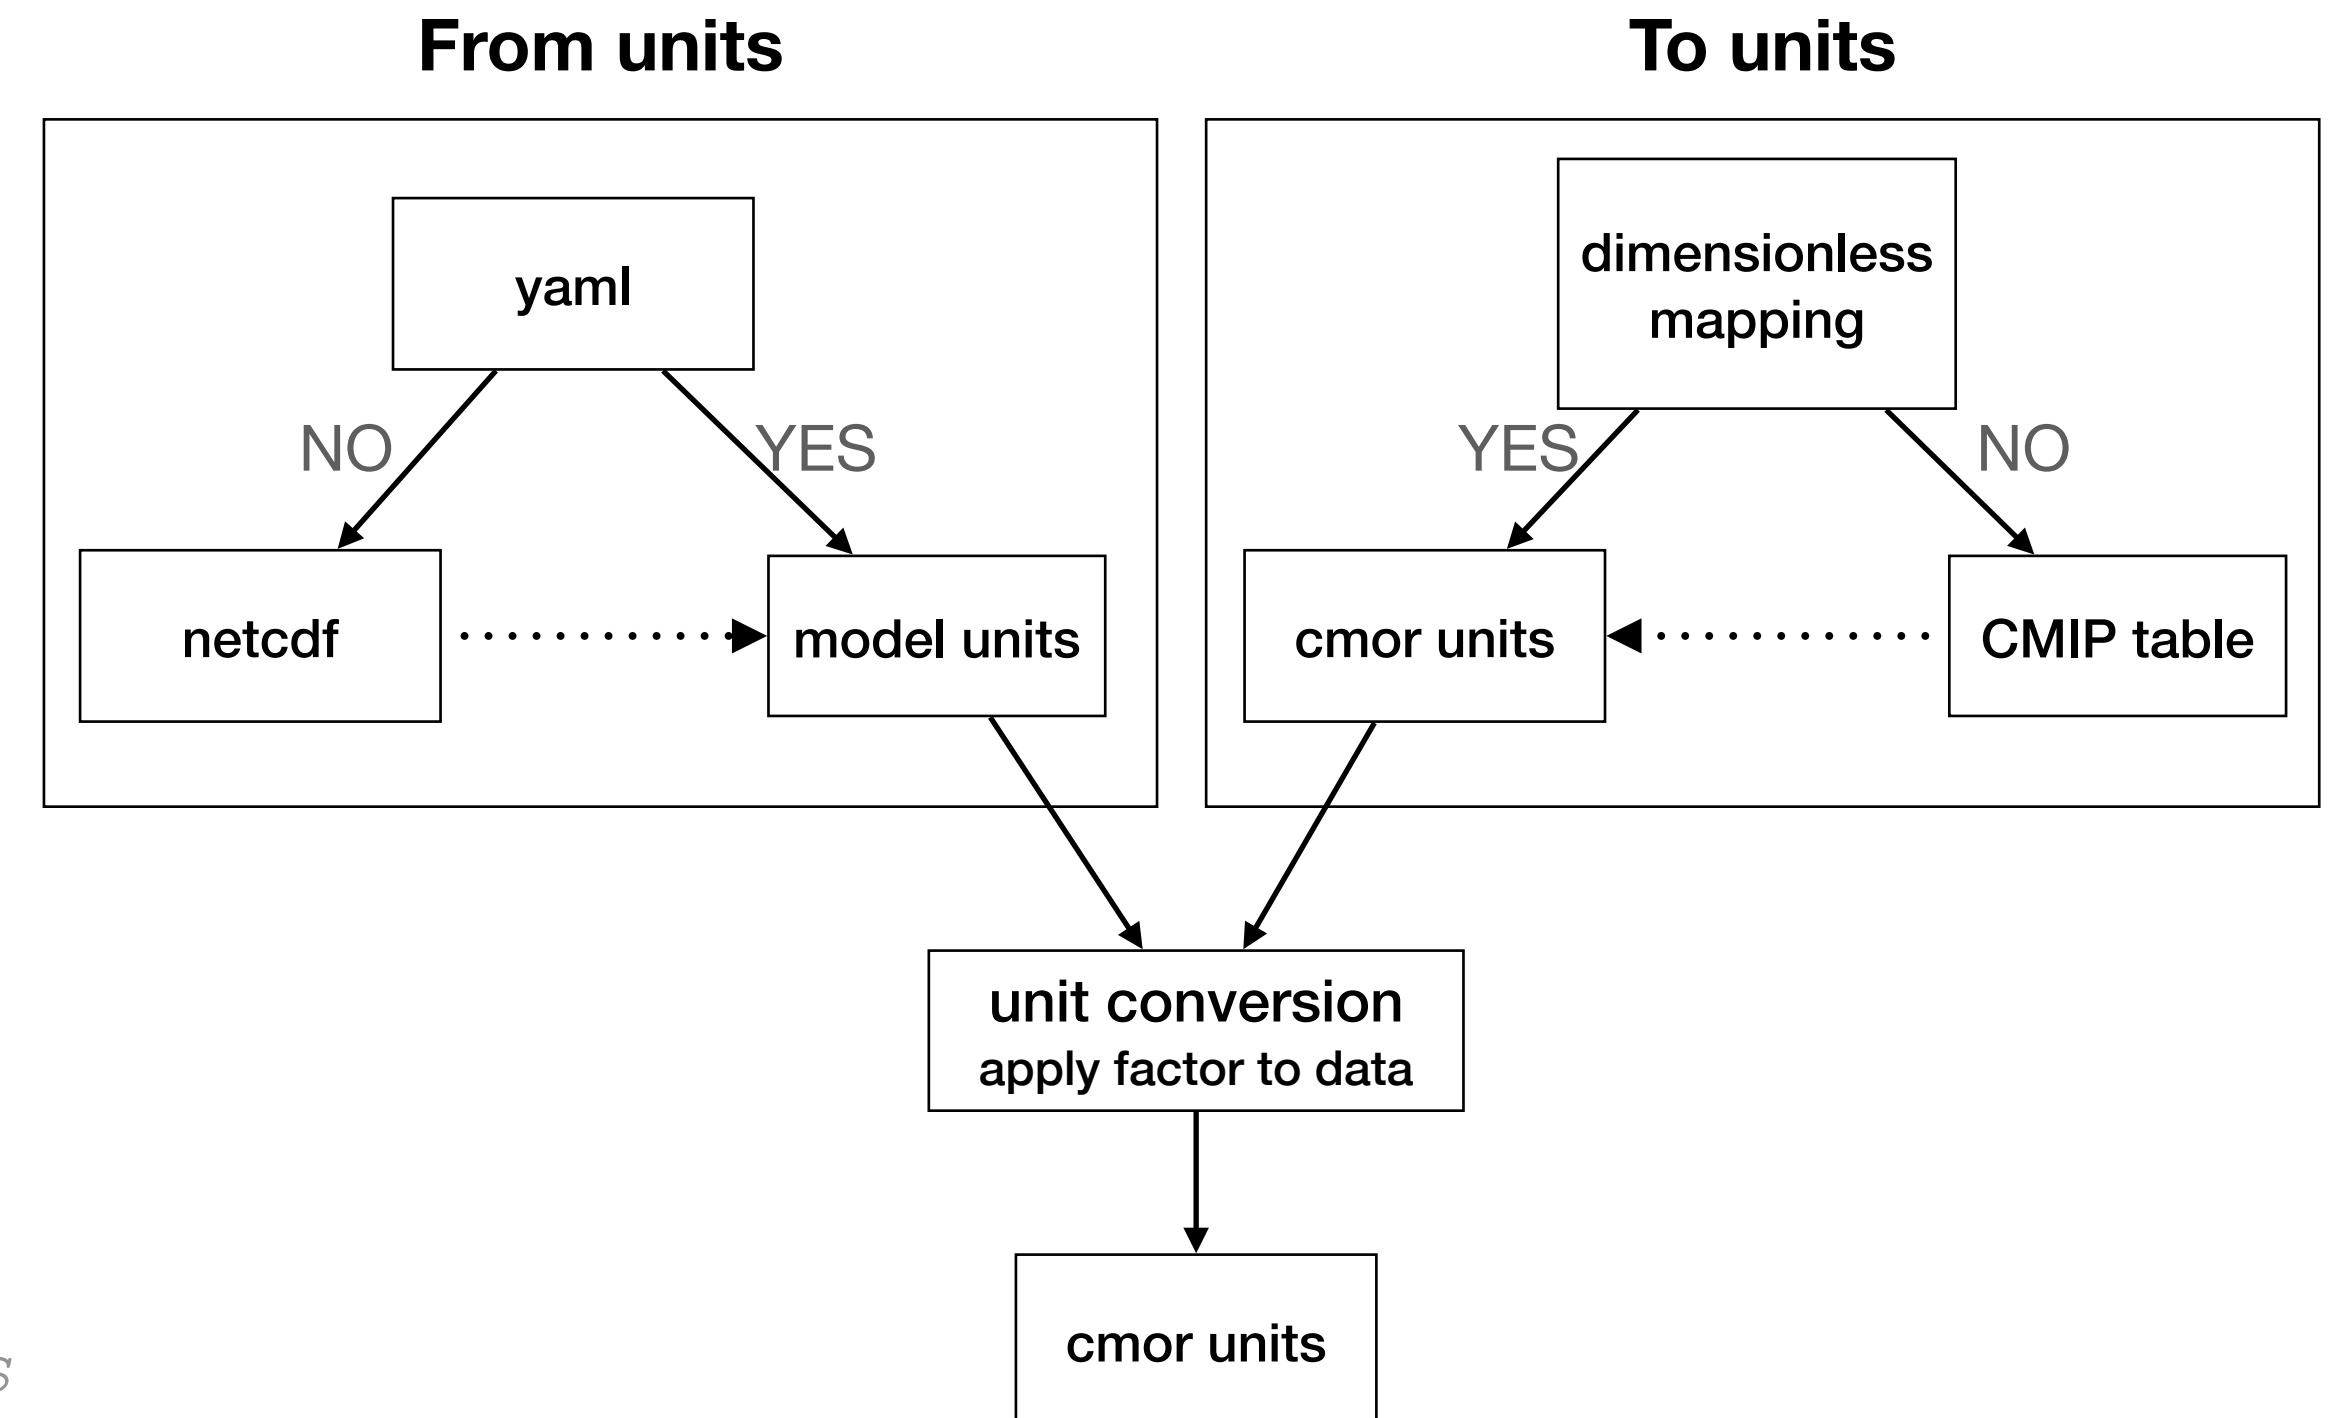 From units
To units
yaml
dimensionless
mapping
NO
YES
YES
NO
netcdf
model units
cmor units
CMIP table
unit conversion
apply factor to data
cmor units